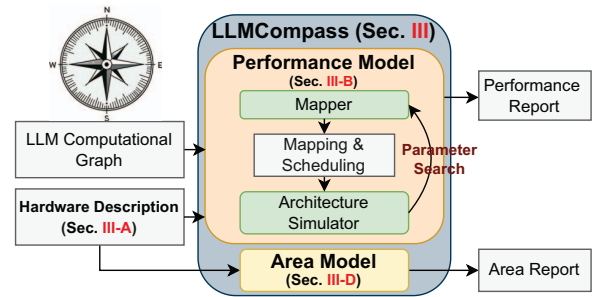 N
W
E
S
LLMCompass (Sec. III)
Performance Model
(Sec. III-B)
Mapper
Mapping &
Scheduling
Parameter
Search
Architecture
Simulator
Area Model
(Sec. III-D)
LLM Computational
Graph
Hardware Description
(Sec. III-A)
Performance
Report
Area Report